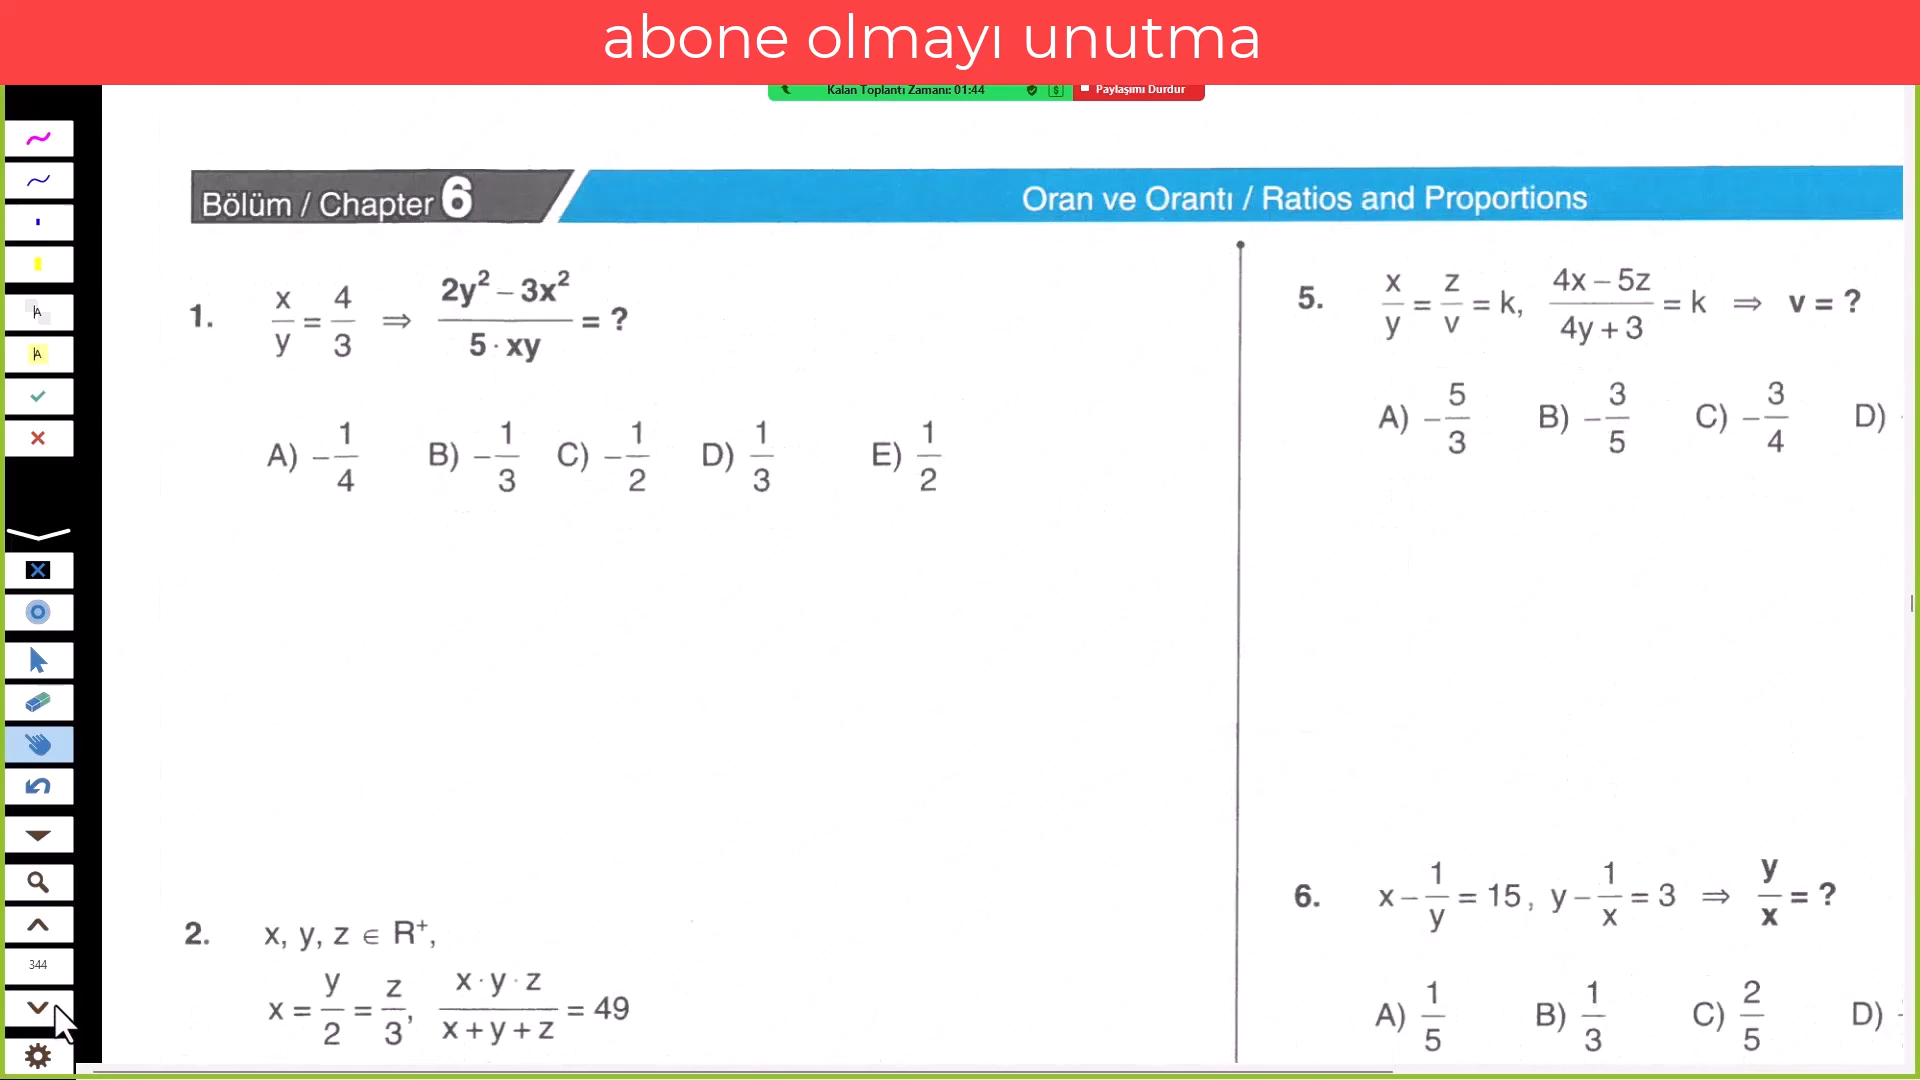 abone olmayı unutma
Kalan Toplantı Zamanı: 01:44 Paylaşımı Durdur
Bölüm / Chapter 6
Oran ve Orantı / Ratios and Proportions
1. x/y = 4/3 ⇒ (2y² – 3x²)/(5 · xy) = ?
A) –1/4 B) –1/3 C) –1/2 D) 1/3 E) 1/2
2. x, y, z ∈ R⁺,
x = y/2 = z/3, (x · y · z)/(x + y + z) = 49
5. x/y = z/v = k, (4x – 5z)/(4y + 3) = k ⇒ v = ?
A) –5/3 B) –3/5 C) –3/4 D)
6. x – 1/y = 15, y – 1/x = 3 ⇒ y/x = ?
A) 1/5 B) 1/3 C) 2/5 D)
344